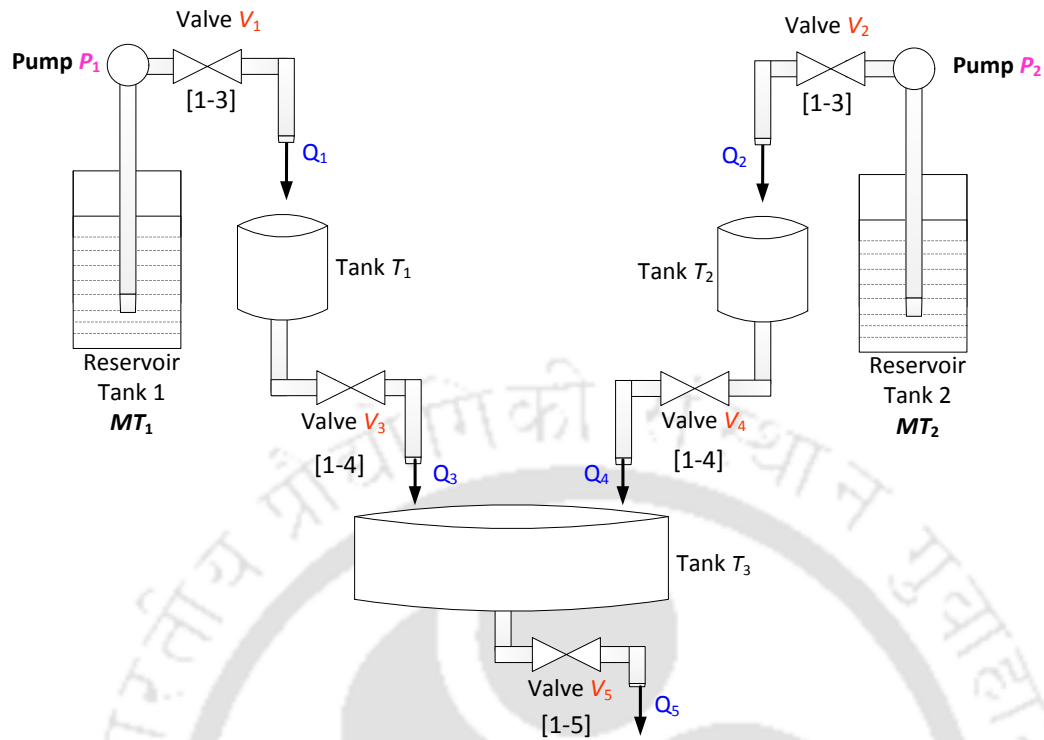 Valve V₁
Valve V₂
Pump P₁
Pump P₂
[1-3]
[1-3]
Q₁
Q₂
Tank T₁
Tank T₂
Reservoir
Tank 1
MT₁
Reservoir
Tank 2
MT₂
Valve V₃
Valve V₄
[1-4]
[1-4]
Q₃
Q₄
Tank T₃
Valve V₅
Q₅
[1-5]
भारतीय प्रौद्योगिकी संस्थान गुवाहा